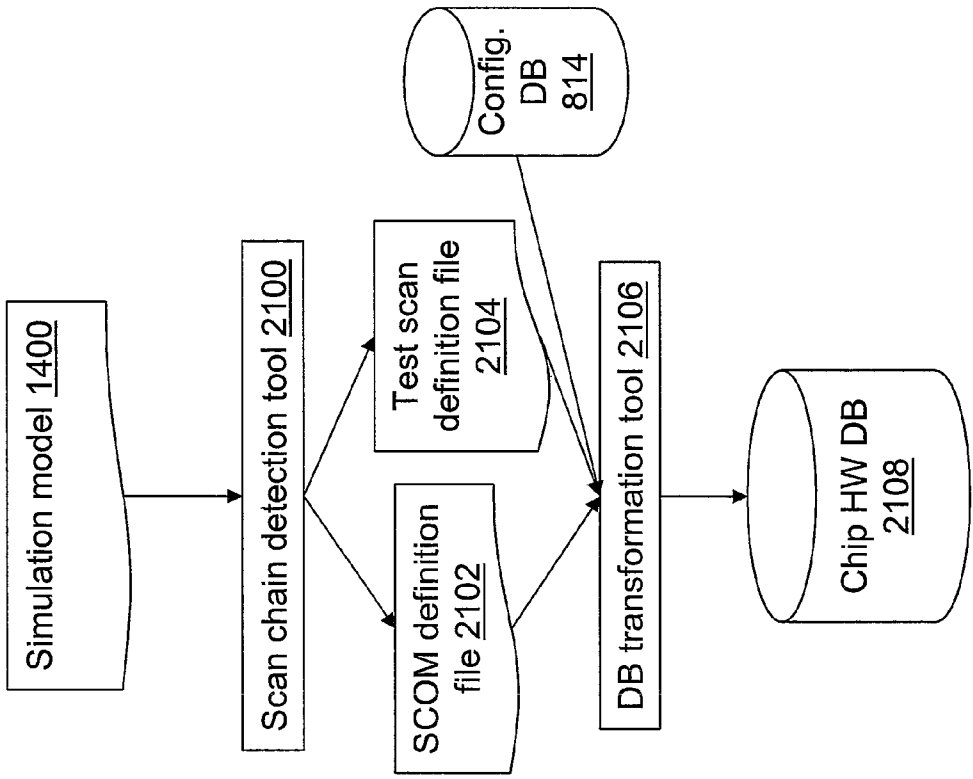 Simulation model 1400
Scan chain detection tool 2100
SCOM definition
file 2102
Test scan
definition file
2104
Config.
DB
814
DB transformation tool 2106
Chip HW DB
2108